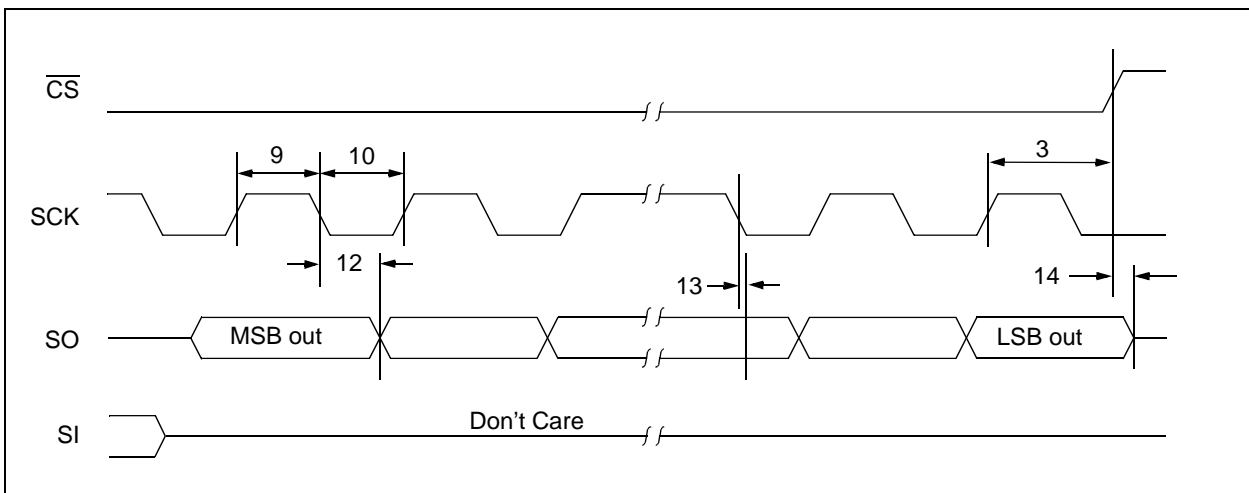 CS
9
10
3
SCK
12
13
14
SO
MSB out
LSB out
SI
Don't Care